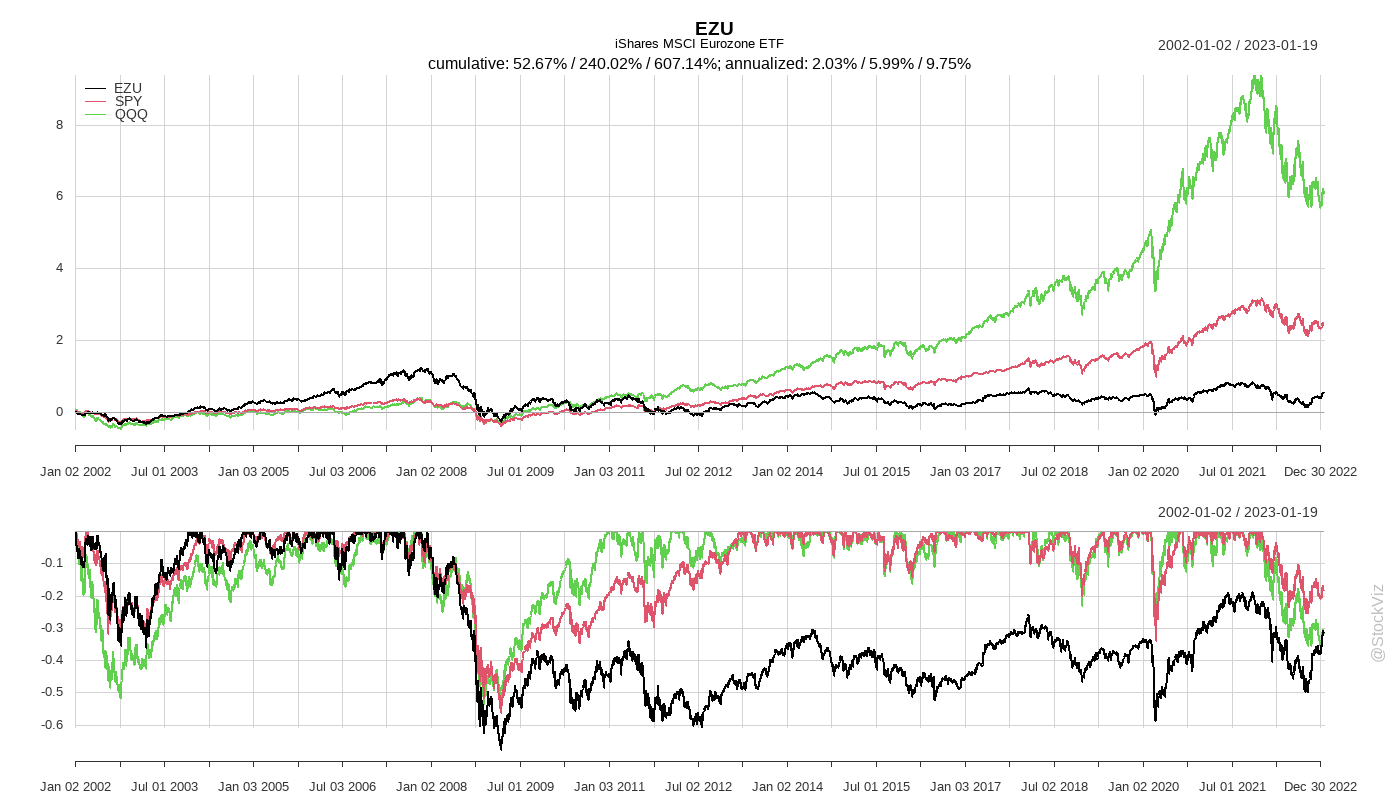 EZU
iShares MSCI Eurozone ETF
2002-01-02 / 2023-01-19
cumulative: 52.67% / 240.02% / 607.14%; annualized: 2.03% / 5.99% / 9.75%
EZU
SPY
QQQ
8
6
4
2
0
Jan 02 2002 Jul 01 2003 Jan 03 2005 Jul 03 2006 Jan 02 2008 Jul 01 2009 Jan 03 2011 Jul 02 2012 Jan 02 2014 Jul 01 2015 Jan 03 2017 Jul 02 2018 Jan 02 2020 Jul 01 2021 Dec 30 2022
2002-01-02 / 2023-01-19
-0.1
-0.2
-0.3
-0.4
-0.5
-0.6
Jan 02 2002 Jul 01 2003 Jan 03 2005 Jul 03 2006 Jan 02 2008 Jul 01 2009 Jan 03 2011 Jul 02 2012 Jan 02 2014 Jul 01 2015 Jan 03 2017 Jul 02 2018 Jan 02 2020 Jul 01 2021 Dec 30 2022
@StockViz